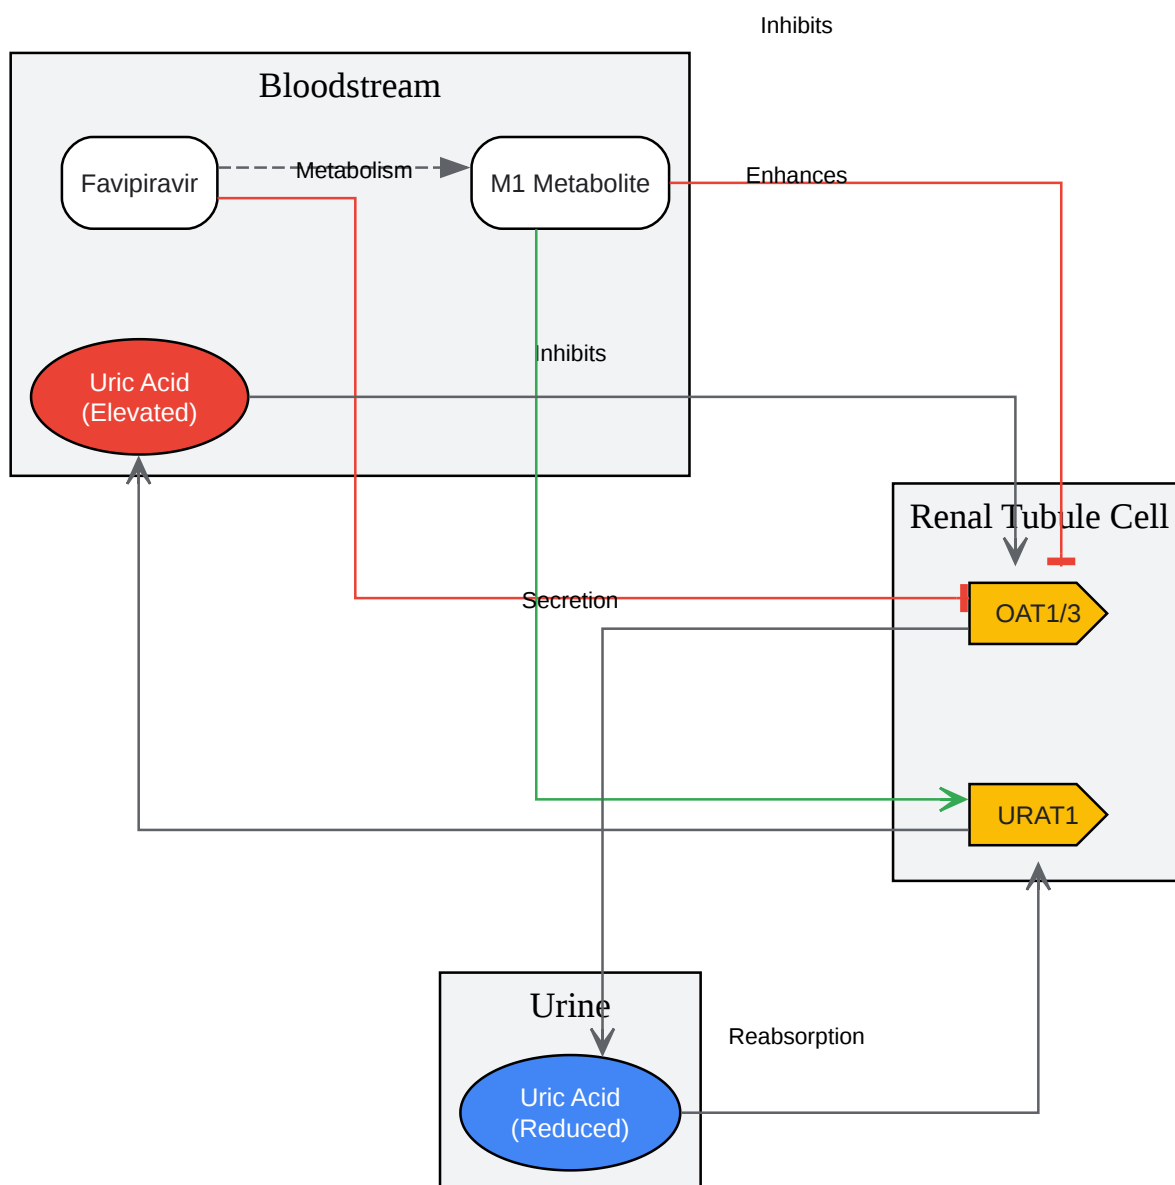 Inhibits
Bloodstream
Favipiravir
Metabolism
M1 Metabolite
Enhances
Inhibits
Uric Acid
(Elevated)
Renal Tubule Cell
Secretion
OAT1/3
URAT1
Urine
Reabsorption
Uric Acid
(Reduced)